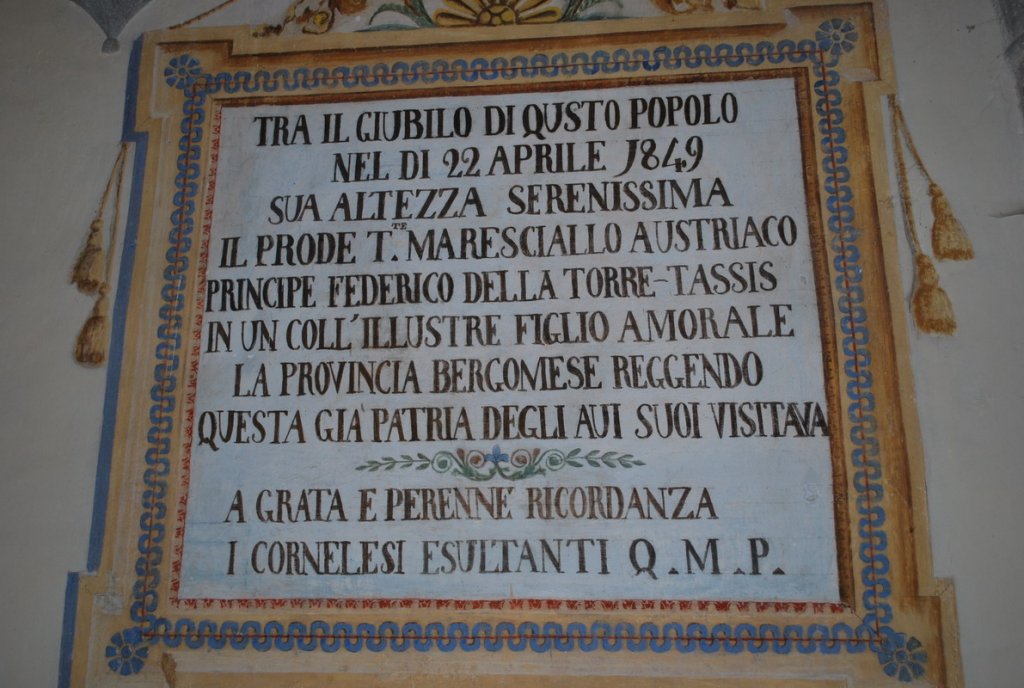 TRA IL GIUBILO DI QUSTO POPOLO
NEL DI 22 APRILE 1849
SUA ALTEZZA SERENISSIMA
IL PRODE T.TE MARESCIALLO AUSTRIACO
PRINCIPE FEDERICO DELLA TORRE-TASSIS
IN UN COLL'ILLUSTRE FIGLIO AMORALE
LA PROVINCIA BERGOMESE REGGENDO
QUESTA GIÀ PATRIA DEGLI AUI SUOI VISITAVA
A GRATA E PERENNE RICORDANZA
I CORNELESI ESULTANTI Q.M.P.